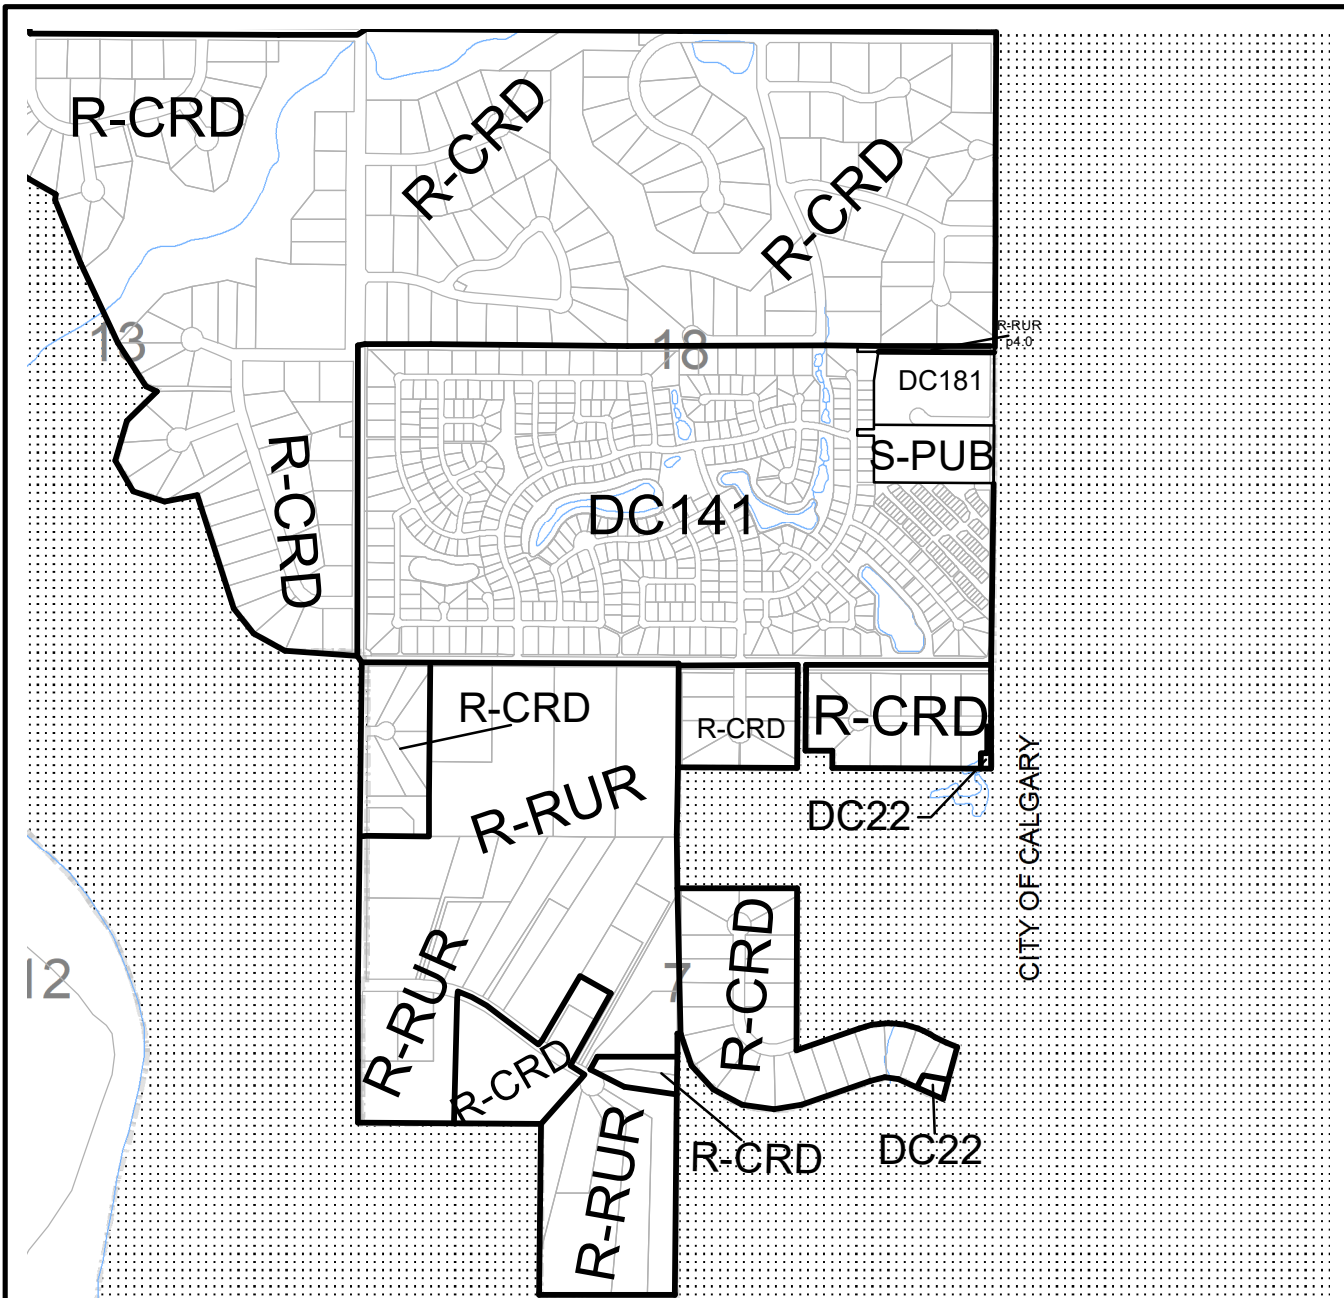 R-CRD
R-CRD
R-CRD
13
18
R-RUR
p4.0
DC181
S-PUB
R-CRD
DC141
R-CRD
R-CRD
R-CRD
R-RUR
DC22
CITY OF CALGARY
R-CRD
R-RUR
12
7
R-CRD
R-CRD
DC22
R-RUR